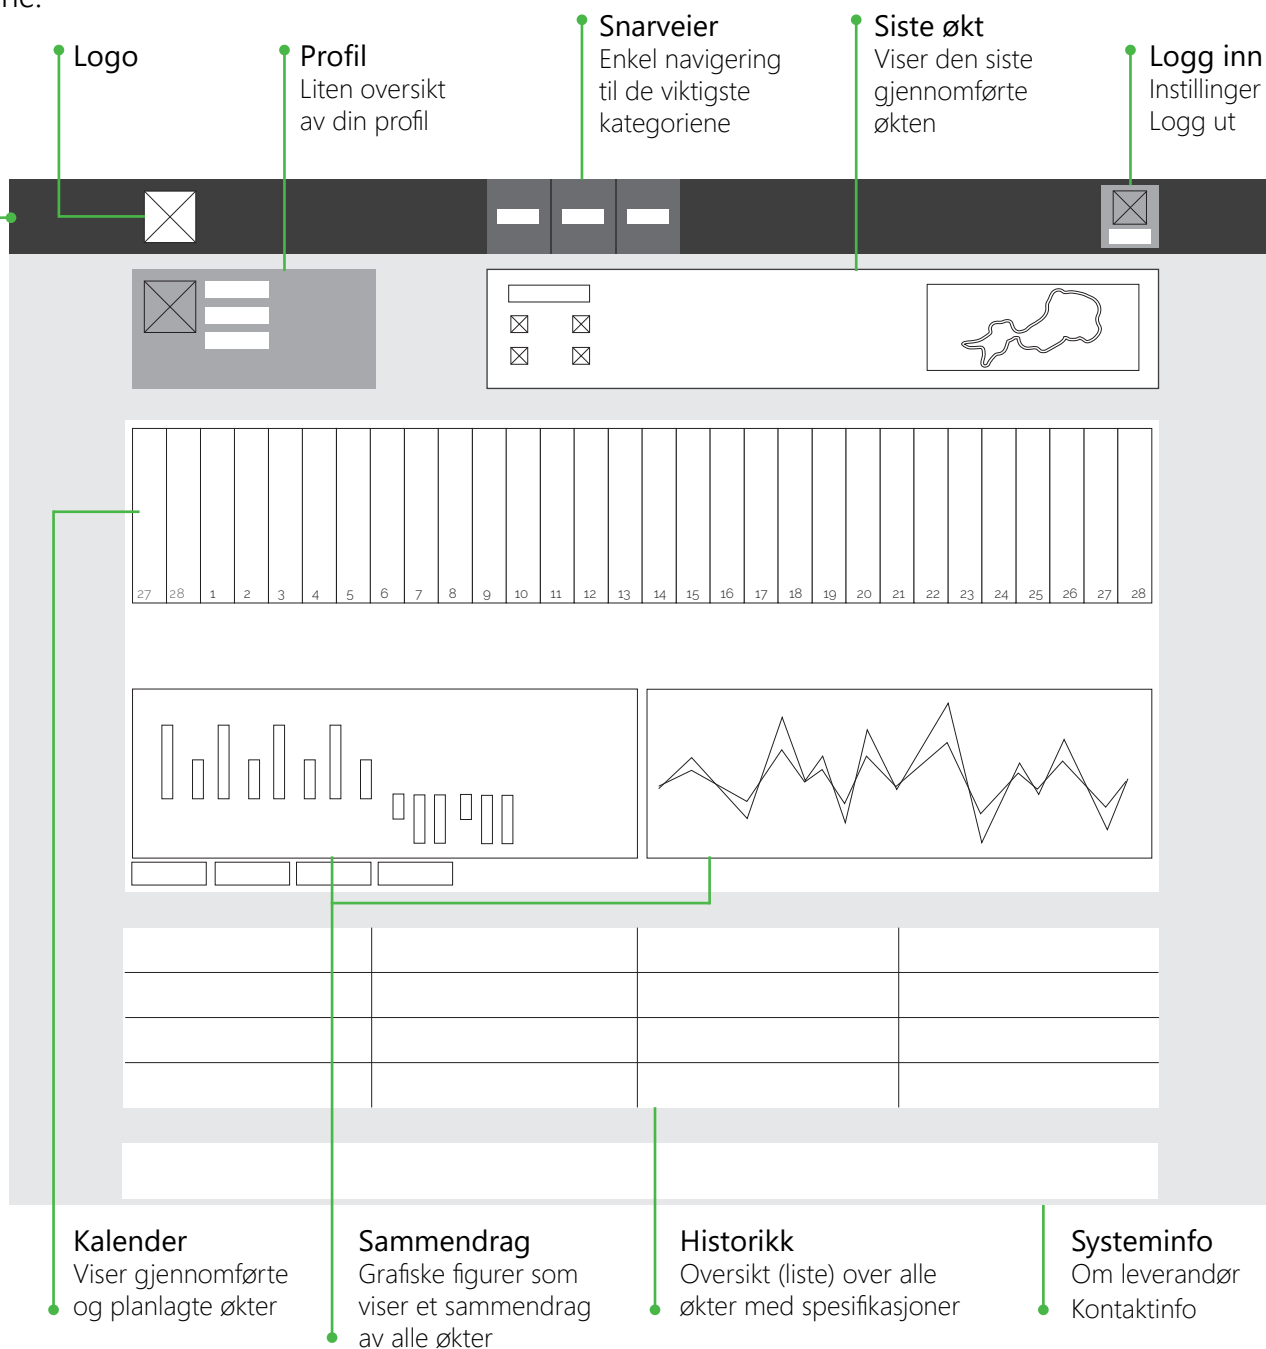 ne.
Logo
Profil
Liten oversikt
av din profil
Snarveier
Enkel navigering
til de viktigste
kategoriene
Siste økt
Viser den siste
gjennomførte
økten
Logg inn
Instillinger
Logg ut
27 28 1 2 3 4 5 6 7 8 9 10 11 12 13 14 15 16 17 18 19 20 21 22 23 24 25 26 27 28
Kalender
Viser gjennomførte
og planlagte økter
Sammendrag
Grafiske figurer som
viser et sammendrag
av alle økter
Historikk
Oversikt (liste) over alle
økter med spesifikasjoner
Systeminfo
Om leverandør
Kontaktinfo